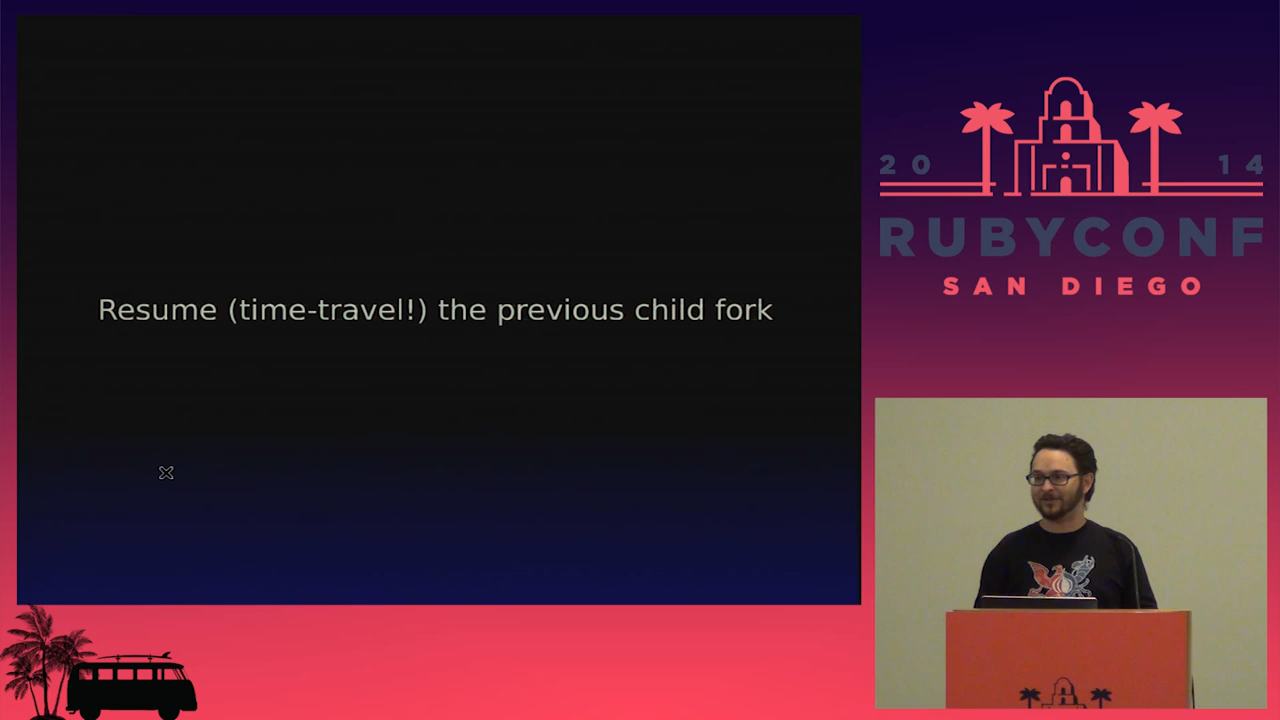 Resume (time-travel!) the previous child fork
20 14
RUBYCONF
SAN DIEGO